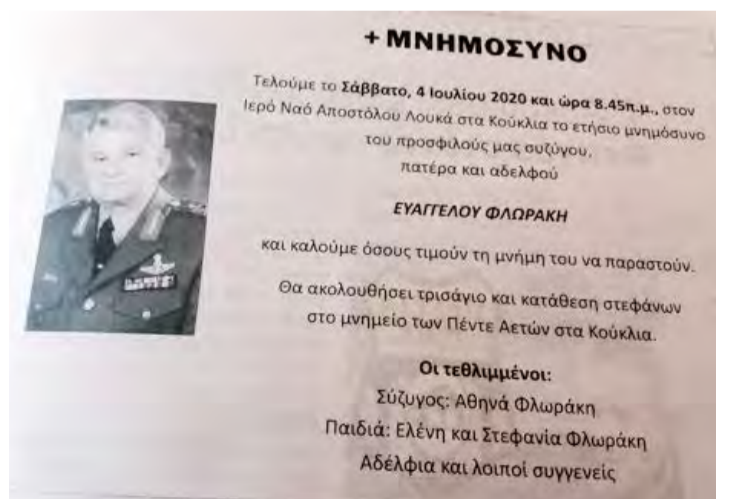 + ΜΝΗΜΟΣΥΝΟ
Τελούμε το Σάββατο, 4 Ιουλίου 2020 και ώρα 8.45π.μ., στον
Ιερό Ναό Αποστόλου Λουκά στα Κούκλια το ετήσιο μνημόσυνο
του προσφιλούς μας συζύγου,
πατέρα και αδελφού
ΕΥΑΓΓΕΛΟΥ ΦΛΩΡΑΚΗ
και καλούμε όσους τιμούν τη μνήμη του να παραστούν.
Θα ακολουθήσει τρισάγιο και κατάθεση στεφάνων
στο μνημείο των Πέντε Αετών στα Κούκλια.
Οι τεθλιμμένοι:
Σύζυγος: Αθηνά Φλωράκη
Παιδιά: Ελένη και Στεφανία Φλωράκη
Αδέλφια και λοιποί συγγενείς